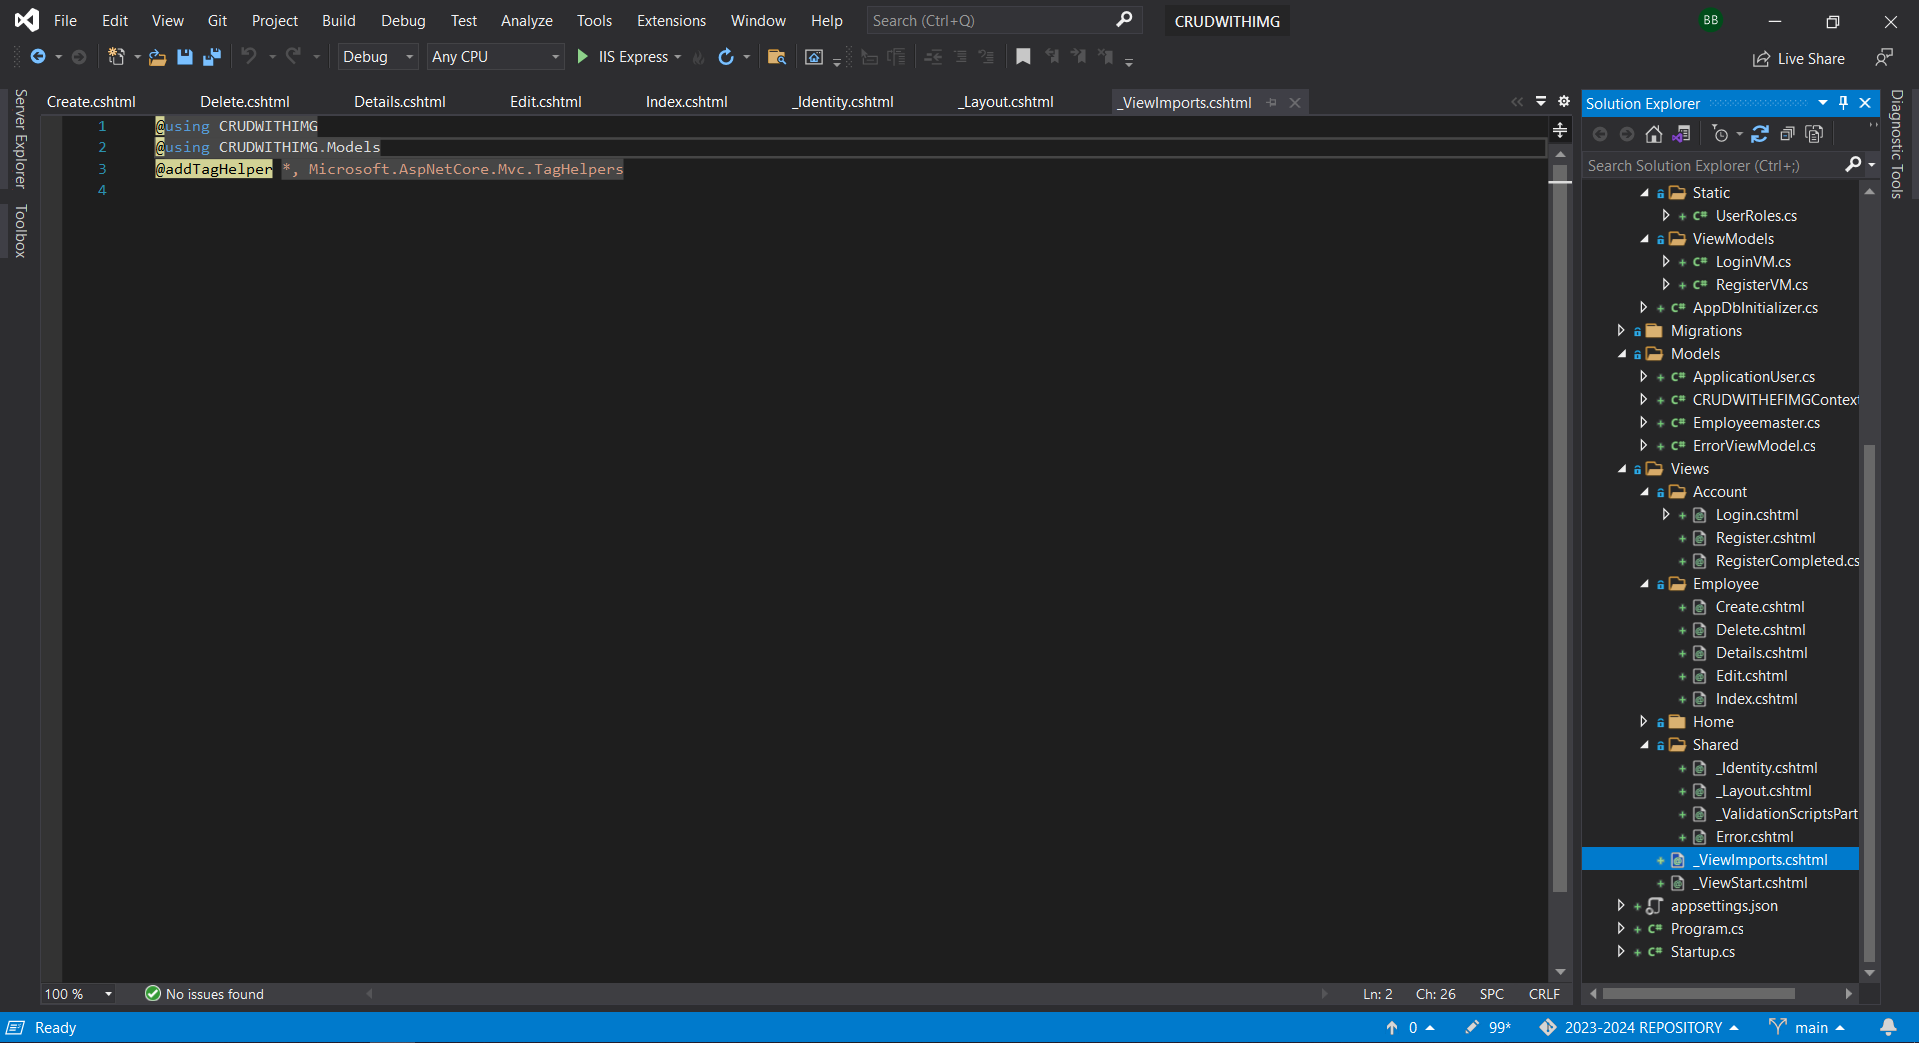 File Edit View Git Project Build Debug Test Analyze Tools Extensions Window Help Search (Ctrl+Q) CRUDWITHIMG BB
Debug Any CPU IIS Express Live Share
Server Explorer
Toolbox
Create.cshtml Delete.cshtml Details.cshtml Edit.cshtml Index.cshtml _Identity.cshtml _Layout.cshtml _ViewImports.cshtml
1 @using CRUDWITHIMG
2 @using CRUDWITHIMG.Models
3 @addTagHelper *, Microsoft.AspNetCore.Mvc.TagHelpers
4
Solution Explorer
Search Solution Explorer (Ctrl+;)
Static
UserRoles.cs
ViewModels
LoginVM.cs
RegisterVM.cs
AppDbInitializer.cs
Migrations
Models
ApplicationUser.cs
CRUDWITHEFIMGContext
Employeemaster.cs
ErrorViewModel.cs
Views
Account
Login.cshtml
Register.cshtml
RegisterCompleted.cs
Employee
Create.cshtml
Delete.cshtml
Details.cshtml
Edit.cshtml
Index.cshtml
Home
Shared
_Identity.cshtml
_Layout.cshtml
_ValidationScriptsPart
Error.cshtml
_ViewImports.cshtml
_ViewStart.cshtml
appsettings.json
Program.cs
Startup.cs
Diagnostic Tools
100 % No issues found Ln: 2 Ch: 26 SPC CRLF
Ready 0 99* 2023-2024 REPOSITORY main